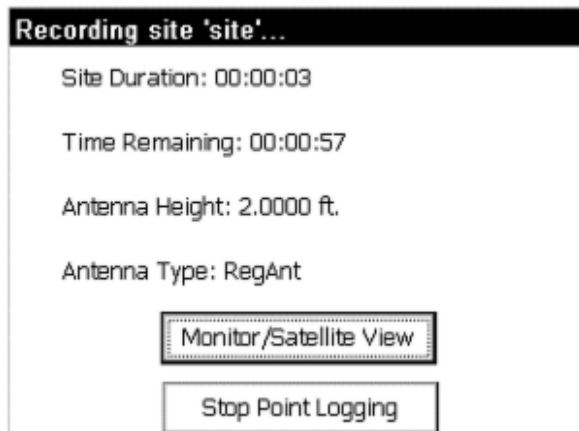 Recording site 'site'...
Site Duration: 00:00:03
Time Remaining: 00:00:57
Antenna Height: 2.0000 ft.
Antenna Type: RegAnt
Monitor/Satellite View
Stop Point Logging